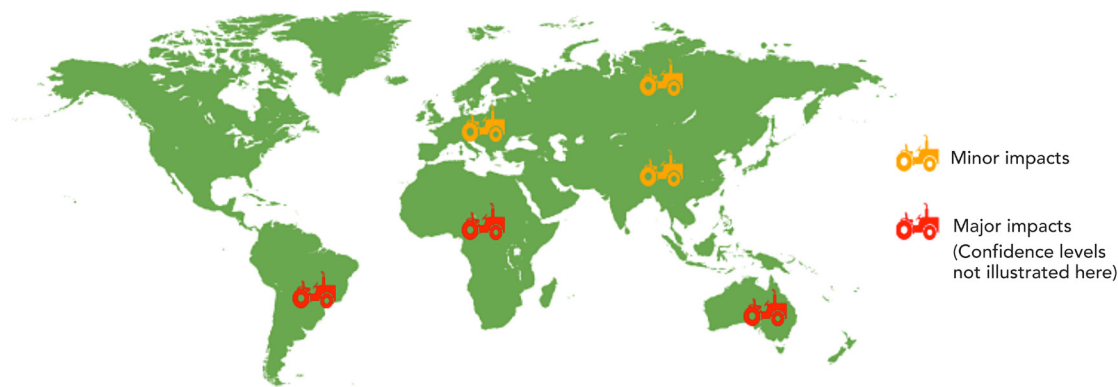 Minor impacts
Major impacts
(Confidence levels
not illustrated here)